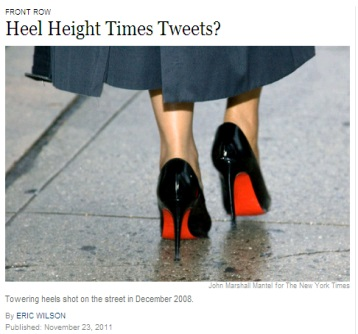 FRONT ROW
Heel Height Times Tweets?
John Marshall Mantel for The New York Times
Towering heels shot on the street in December 2008.
By ERIC WILSON
Published: November 23, 2011